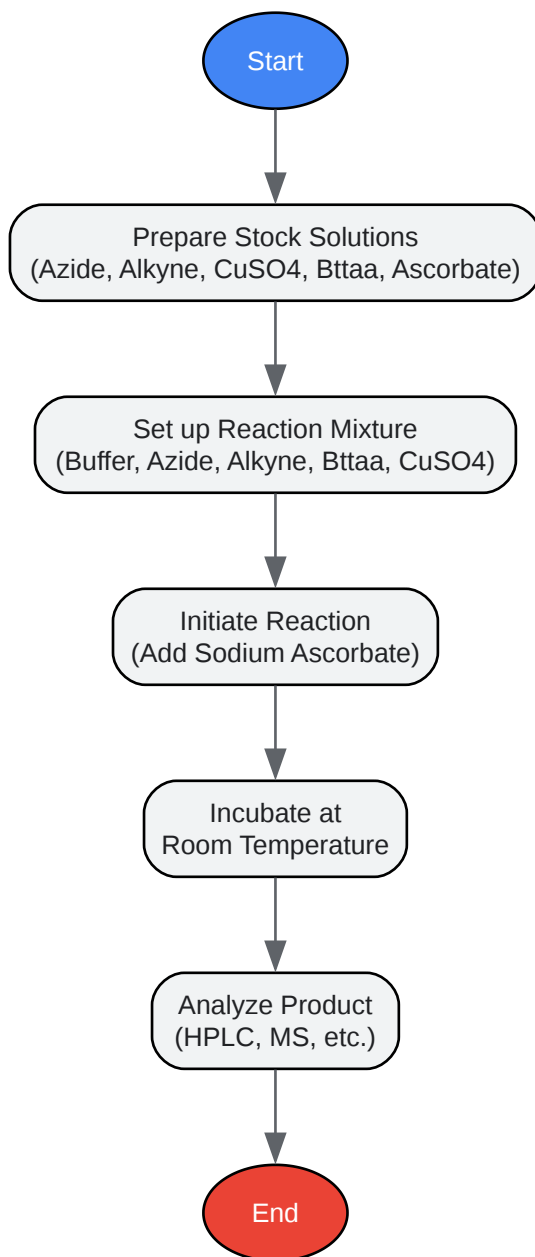 Start
Prepare Stock Solutions
(Azide, Alkyne, CuSO4, Bttaa, Ascorbate)
Set up Reaction Mixture
(Buffer, Azide, Alkyne, Bttaa, CuSO4)
Initiate Reaction
(Add Sodium Ascorbate)
Incubate at
Room Temperature
Analyze Product
(HPLC, MS, etc.)
End